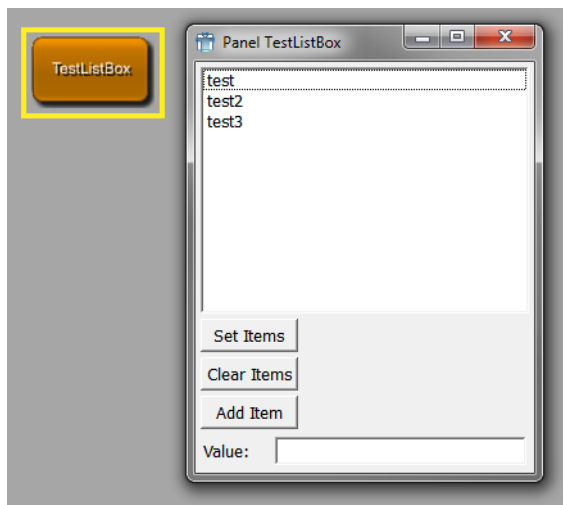 TestListBox
Panel TestListBox
test
test2
test3
Set Items
Clear Items
Add Item
Value: